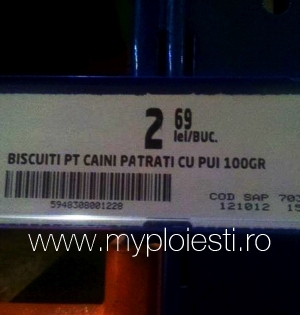 2 69
lei/BUC.
BISCUITI PT CAINI PATRATI CU PUI 100GR
COD SAP 703
5948308001228
121012 15
www.myploiesti.ro